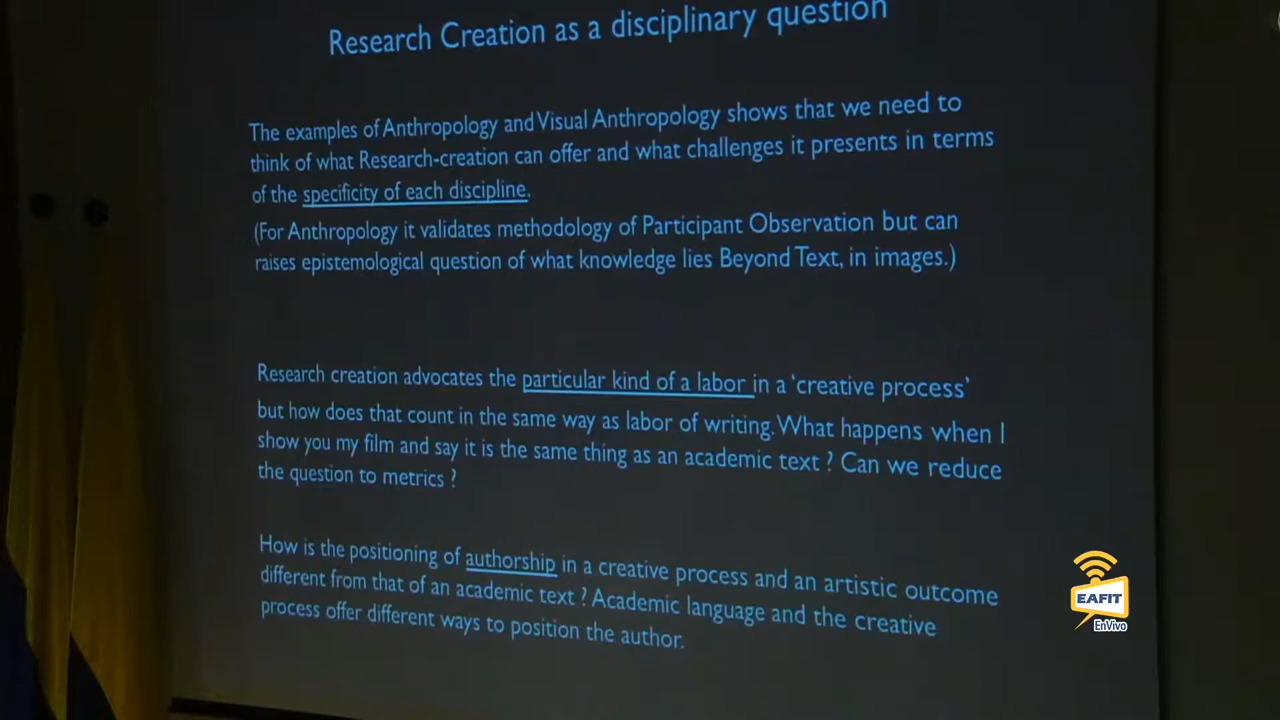 Research Creation as a disciplinary question
The examples of Anthropology and Visual Anthropology shows that we need to
think of what Research-creation can offer and what challenges it presents in terms
of the specificity of each discipline.
(For Anthropology it validates methodology of Participant Observation but can
raises epistemological question of what knowledge lies Beyond Text, in images.)
Research creation advocates the particular kind of a labor in a ‘creative process’
but how does that count in the same way as labor of writing. What happens when I
show you my film and say it is the same thing as an academic text ? Can we reduce
the question to metrics ?
How is the positioning of authorship in a creative process and an artistic outcome
different from that of an academic text ? Academic language and the creative
process offer different ways to position the author.
EAFIT
EnVivo